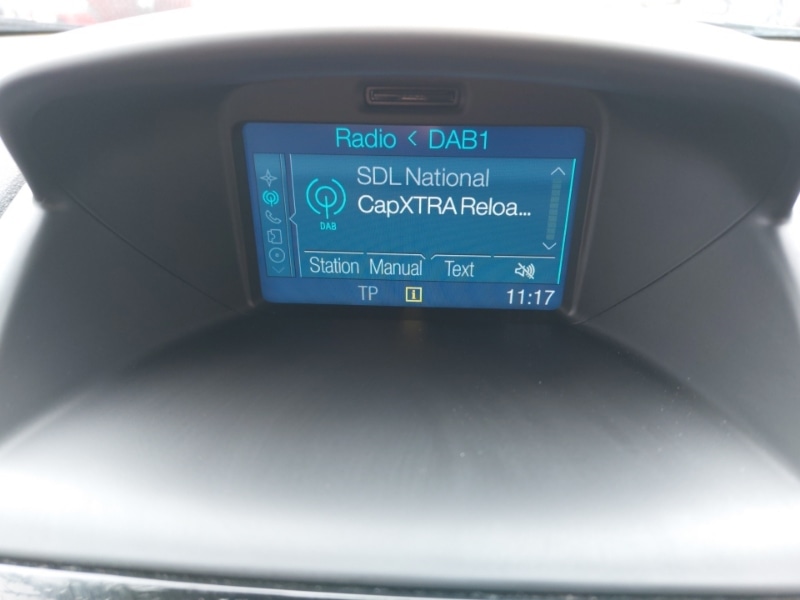 Radio < DAB1
SDL National
CapXTRA Reloa...
DAB
Station Manual Text
TP i 11:17